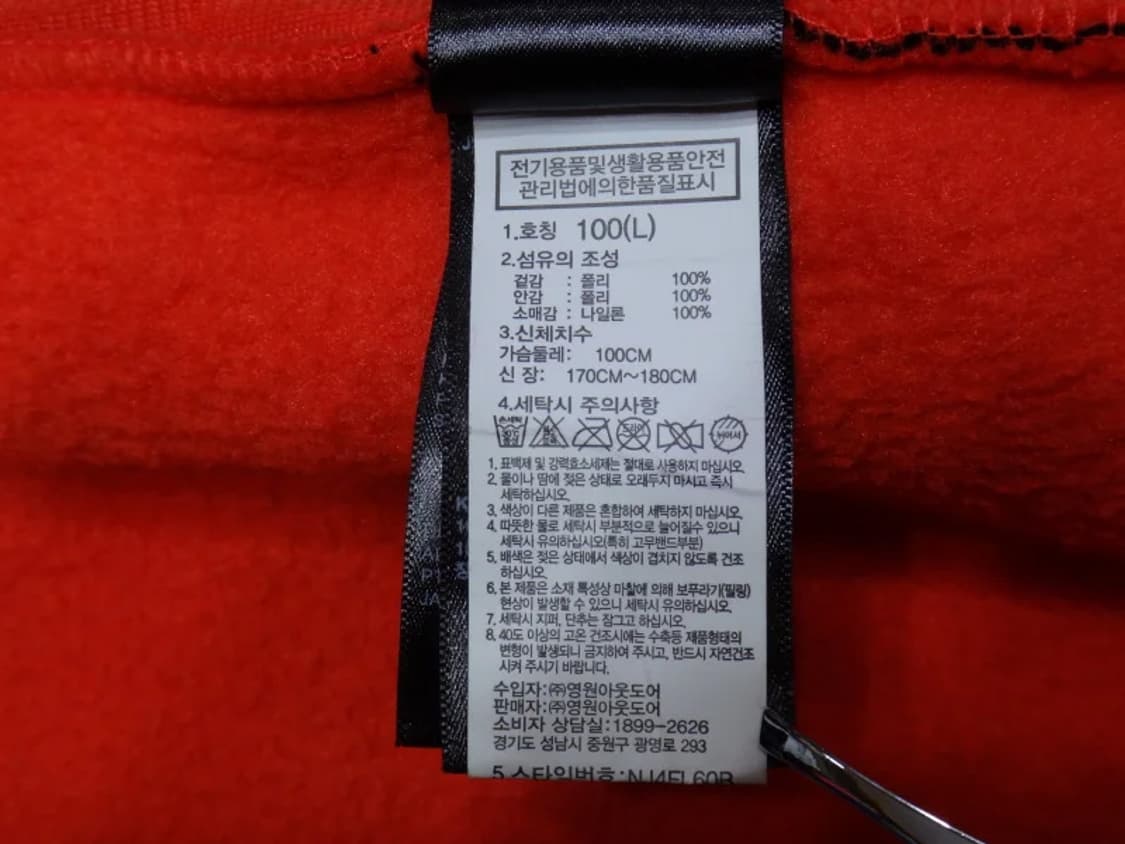 전기용품및생활용품안전
관리법에의한품질표시
1.호칭 100(L)
2.섬유의 조성
겉감 : 폴리 100%
안감 : 폴리 100%
소매감 : 나일론 100%
3.신체치수
가슴둘레: 100CM
신 장: 170CM~180CM
4.세탁시 주의사항
1. 표백제 및 강력효소세제는 절대로 사용하지 마십시오.
2. 물이나 땀에 젖은 상태로 오래두지 마시고 즉시
세탁하십시오.
3. 색상이 다른 제품은 혼합하여 세탁하지 마십시오.
4. 따뜻한 물로 세탁시 부분적으로 늘어질수 있으니
세탁시 유의하십시오(특히 고무밴드부분)
5. 배색은 젖은 상태에서 색상이 겹치지 않도록 건조
하십시오.
6. 본 제품은 소재 특성상 마찰에 의해 보푸라기(필링)
현상이 발생할 수 있으니 세탁시 유의하십시오.
7. 세탁시 지퍼, 단추는 잠그고 하십시오.
8. 40도 이상의 고온 건조시에는 수축등 제품형태의
변형이 발생되니 금지하여 주시고, 반드시 자연건조
시켜 주시기 바랍니다.
수입자:㈜영원아웃도어
판매자:㈜영원아웃도어
소비자 상담실:1899-2626
경기도 성남시 중원구 광명로 293
5.스타일번호:NJ4FL60B